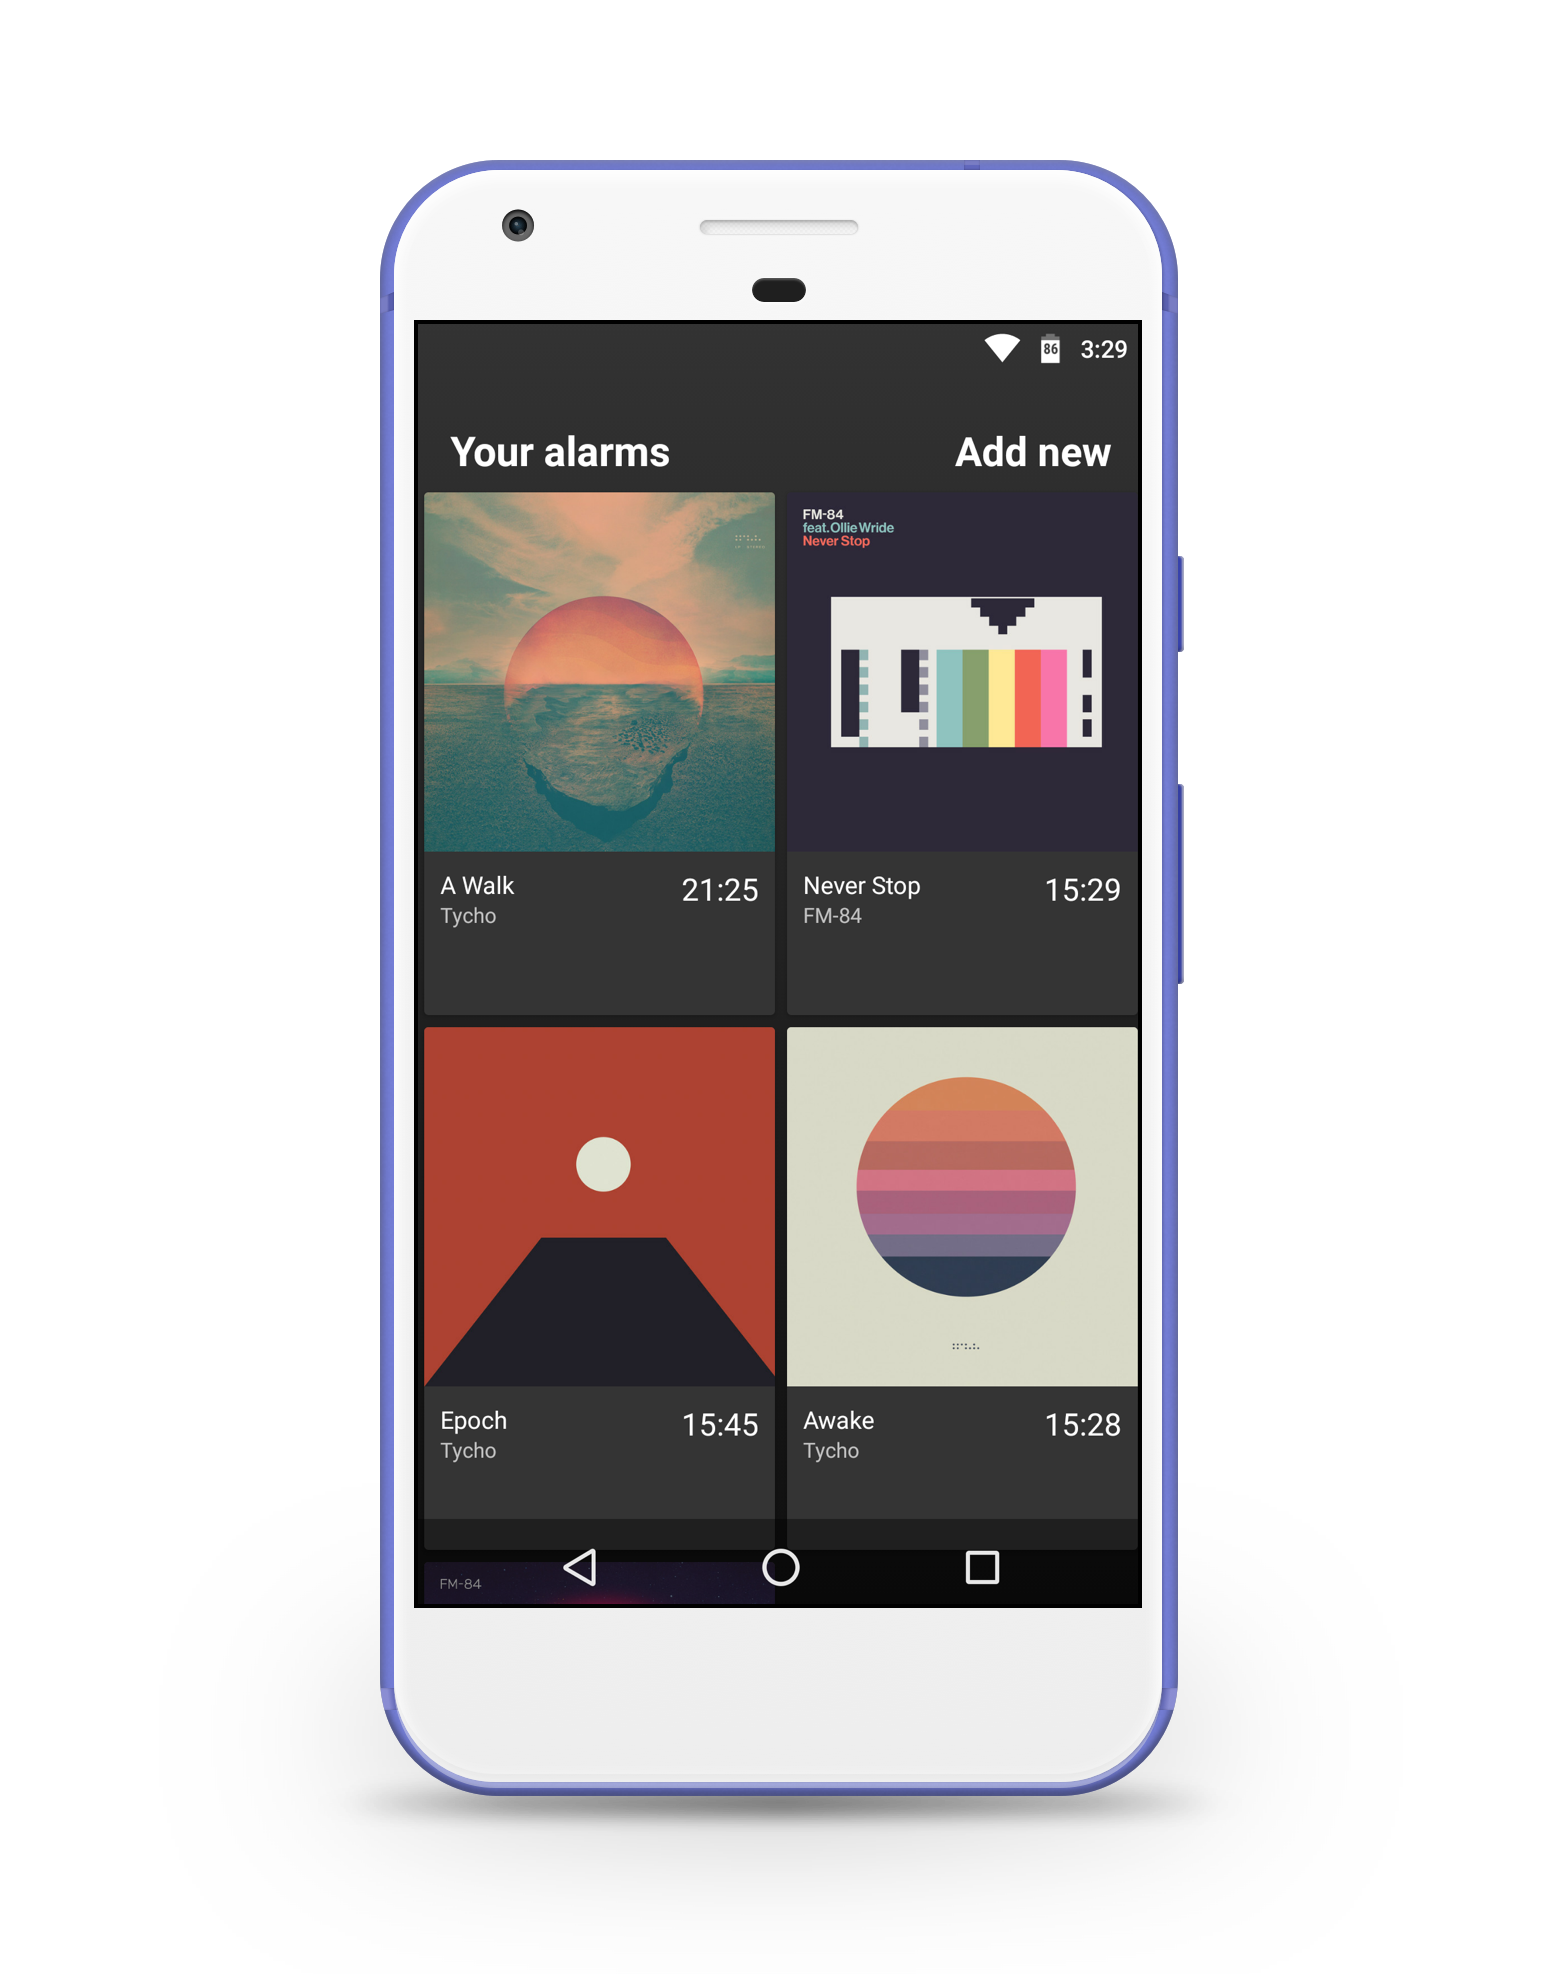 86 3:29
Your alarms Add new
FM-84
feat. Ollie Wride
Never Stop
A Walk 21:25
Tycho
Never Stop 15:29
FM-84
Epoch 15:45
Tycho
Awake 15:28
Tycho
FM-84